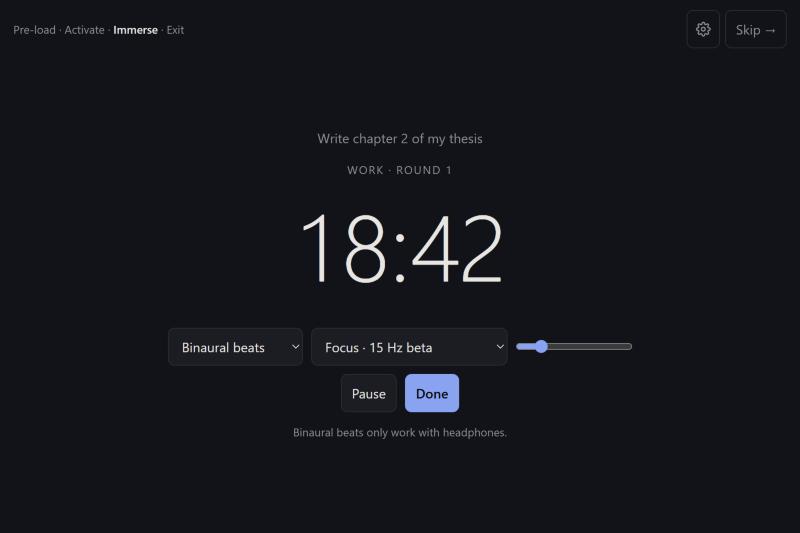 Pre-load · Activate · Immerse · Exit
Skip →
Write chapter 2 of my thesis
WORK · ROUND 1
18:42
Binaural beats
Focus · 15 Hz beta
Pause
Done
Binaural beats only work with headphones.